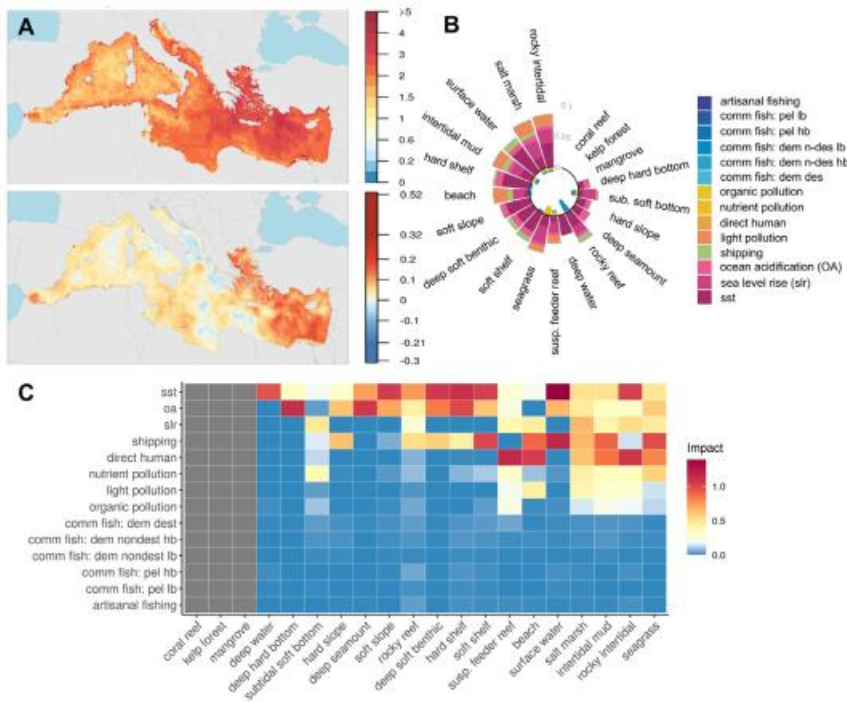 A
>5
4
3
2
1.5
1
0.6
0.2
0
0.52
0.32
0.2
0.1
0
-0.1
-0.21
-0.3
B
rocky intertidal
salt marsh
surface water
intertidal mud
hard shelf
beach
soft slope
deep soft benthic
soft shelf
seagrass
susp. feeder reef
deep water
rocky reef
deep seamount
hard slope
sub. soft bottom
deep hard bottom
mangrove
kelp forest
coral reef
0.1
artisanal fishing
comm fish: pel lb
comm fish: pel hb
comm fish: dem n-des lb
comm fish: dem n-des hb
comm fish: dem des
organic pollution
nutrient pollution
direct human
light pollution
shipping
ocean acidification (OA)
sea level rise (slr)
sst
C
sst
oa
slr
shipping
direct human
nutrient pollution
light pollution
organic pollution
comm fish: dem dest
comm fish: dem nondest hb
comm fish: dem nondest lb
comm fish: pel hb
comm fish: pel lb
artisanal fishing
coral reef
kelp forest
mangrove
deep water
deep hard bottom
subtidal soft bottom
hard slope
deep seamount
soft slope
rocky reef
deep soft benthic
hard shelf
soft shelf
susp. feeder reef
beach
surface water
salt marsh
intertidal mud
rocky intertidal
seagrass
Impact
1.0
0.5
0.0